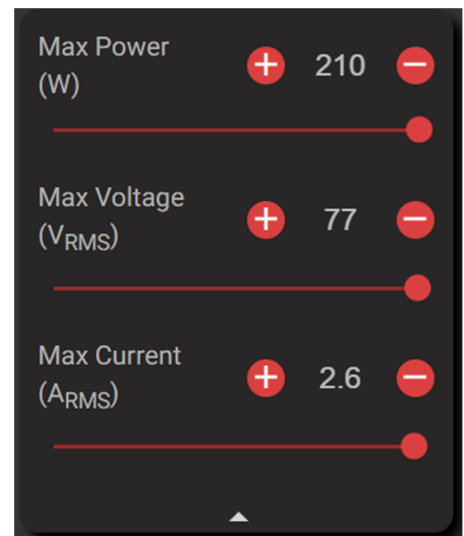 Max Power
(W)
+ 210 −
Max Voltage
(VRMS)
+ 77 −
Max Current
(ARMS)
+ 2.6 −